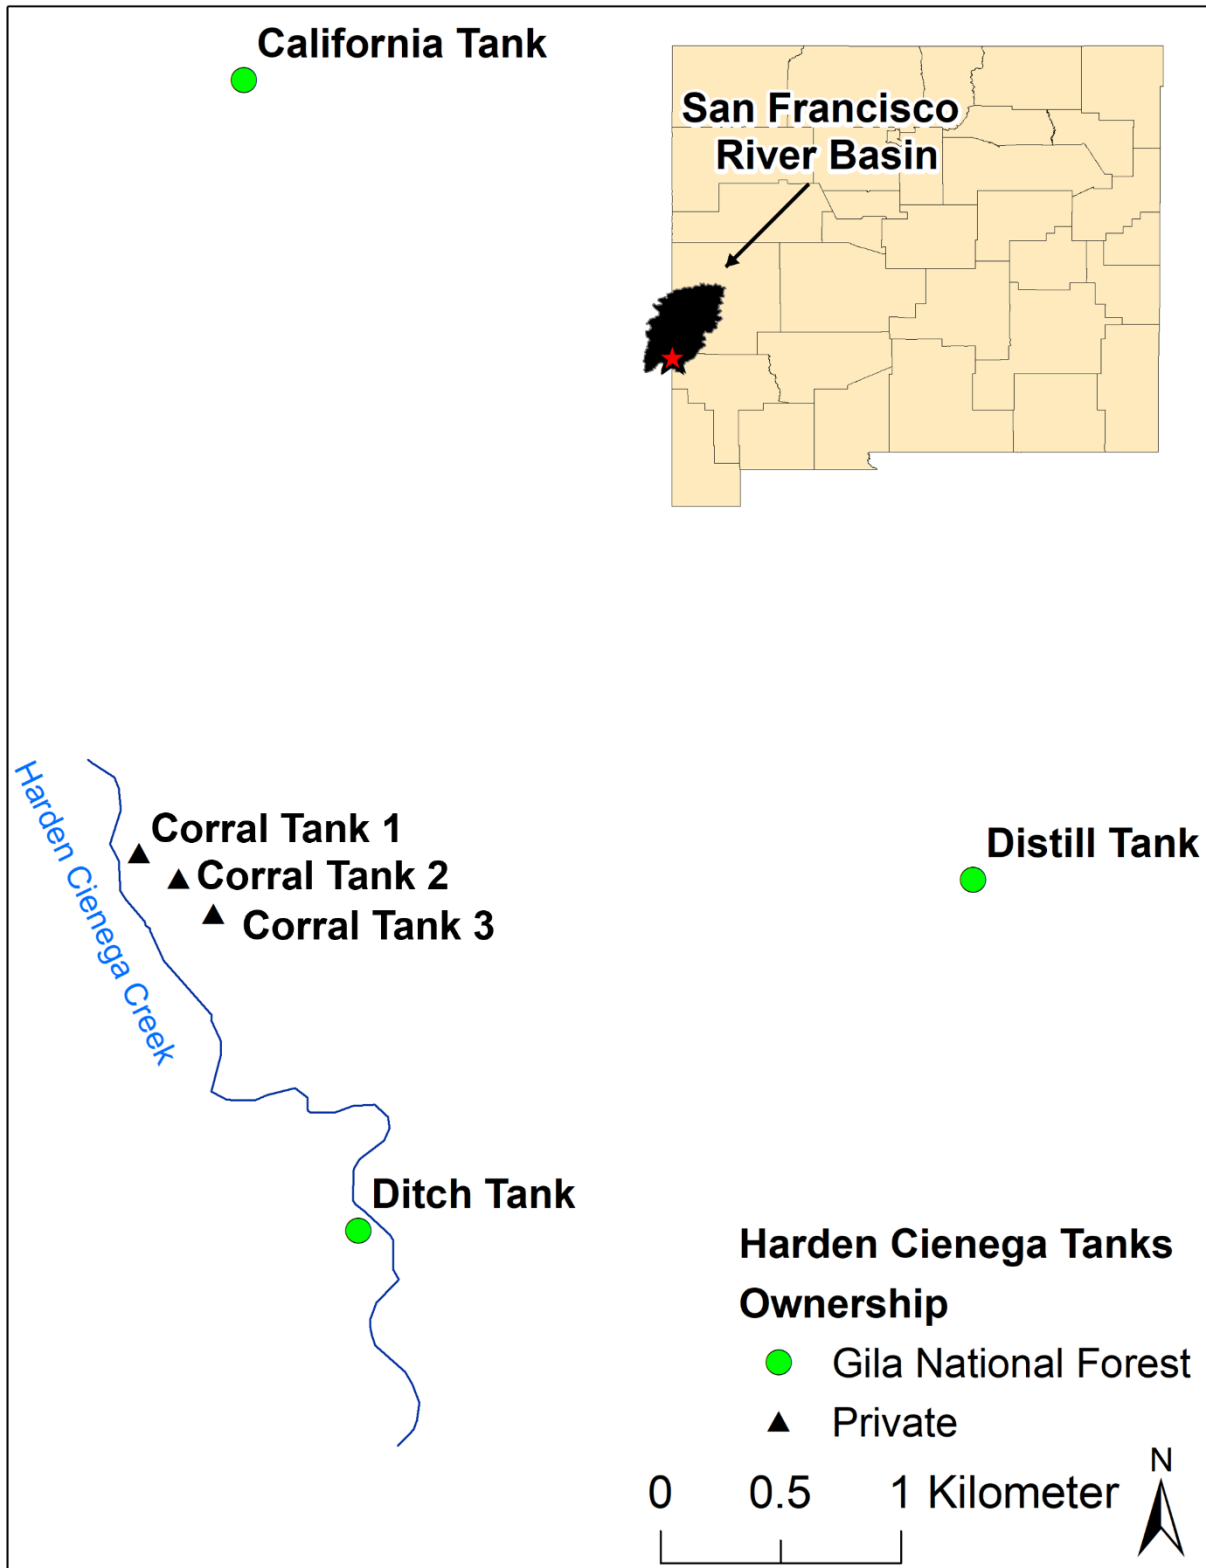 California Tank
San Francisco
River Basin
Harden Cienega Creek
Corral Tank 1
Corral Tank 2
Corral Tank 3
Distill Tank
Ditch Tank
Harden Cienega Tanks
Ownership
Gila National Forest
Private
0 0.5 1 Kilometer
N